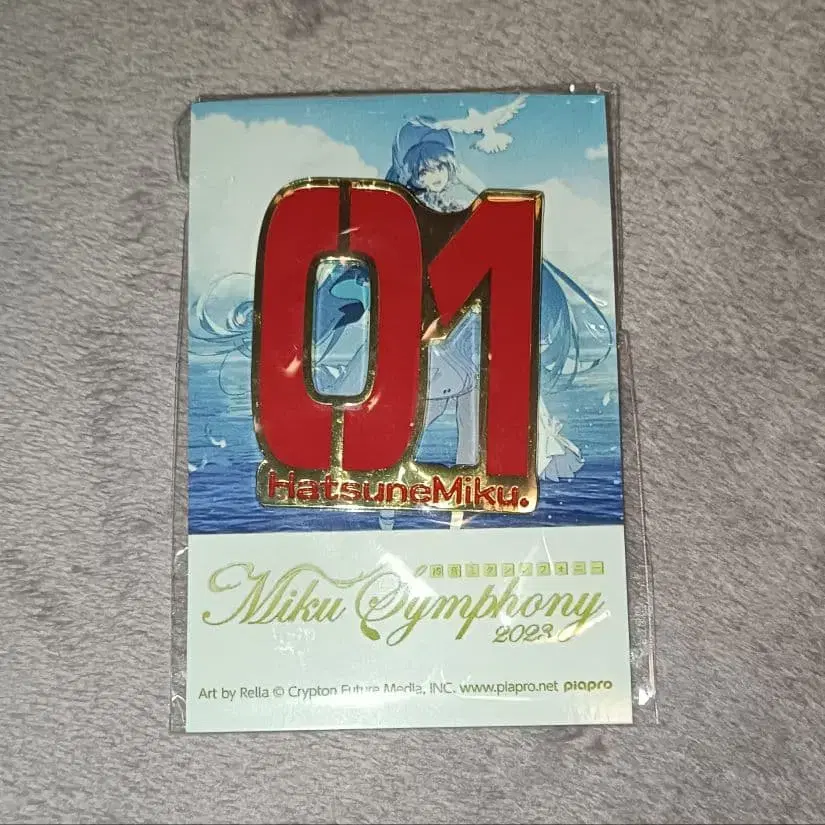 01
HatsuneMiku.
初音ミクシンフォニー
Miku Symphony
2023
Art by Rella © Crypton Future Media, INC. www.piapro.net piapro